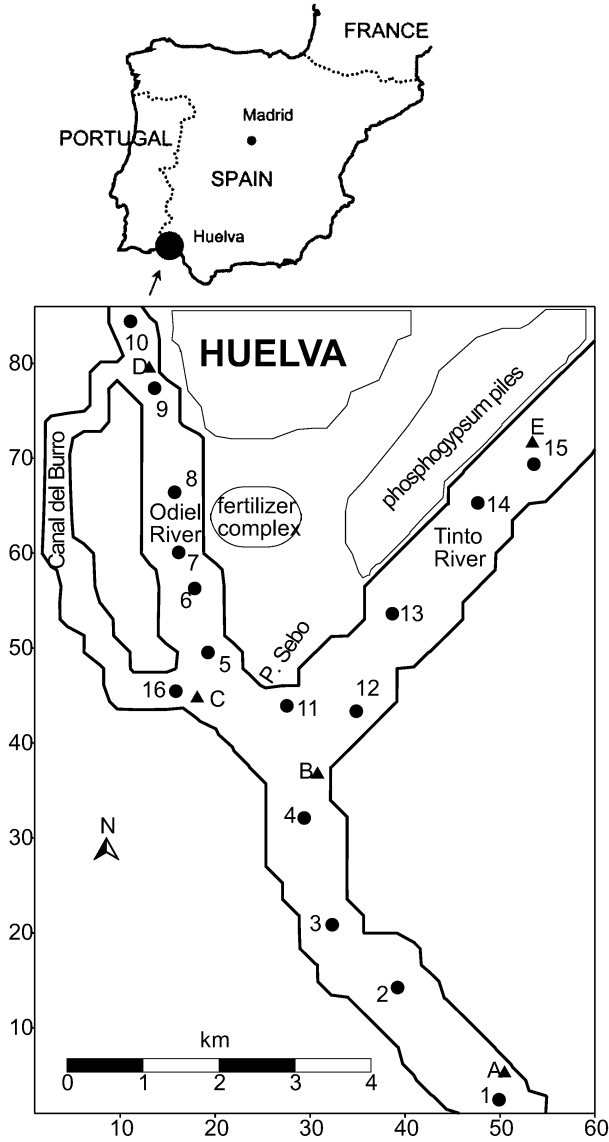 FRANCE
Madrid
PORTUGAL
SPAIN
Huelva
10
HUELVA
80
D
9
phosphogypsum piles
E
15
70
Canal del Burro
8
14
Odiel
River
fertilizer
complex
Tinto
River
60
7
6
13
50
5
P. Sebo
16
C
11
12
40
B
4
30
N
3
20
2
10
km
A
1
0
1
2
3
4
10
20
30
40
50
60